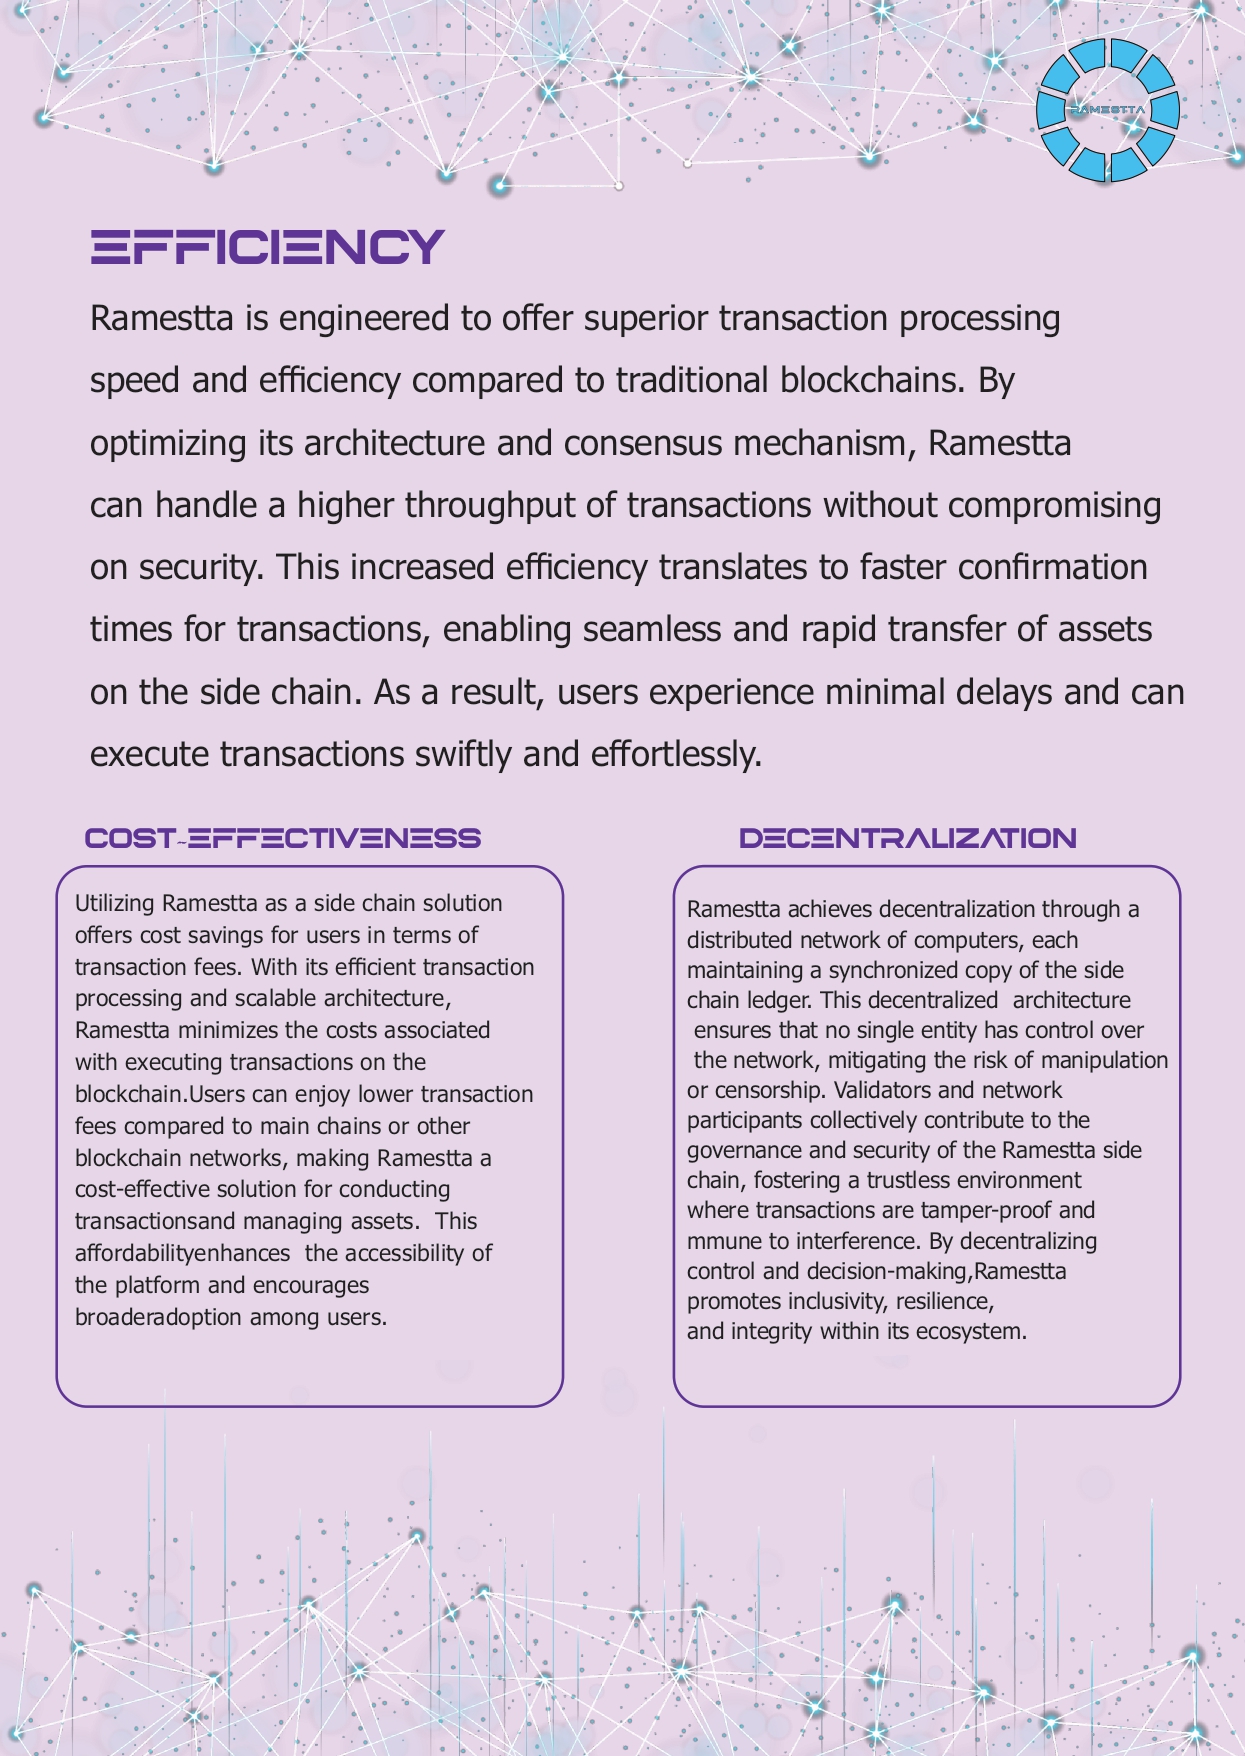 RAMESTTA
EFFICIENCY
Ramestta is engineered to offer superior transaction processing
speed and efficiency compared to traditional blockchains. By
optimizing its architecture and consensus mechanism, Ramestta
can handle a higher throughput of transactions without compromising
on security. This increased efficiency translates to faster confirmation
times for transactions, enabling seamless and rapid transfer of assets
on the side chain. As a result, users experience minimal delays and can
execute transactions swiftly and effortlessly.
COST~EFFECTIVENESS
Utilizing Ramestta as a side chain solution
offers cost savings for users in terms of
transaction fees. With its efficient transaction
processing and scalable architecture,
Ramestta minimizes the costs associated
with executing transactions on the
blockchain.Users can enjoy lower transaction
fees compared to main chains or other
blockchain networks, making Ramestta a
cost-effective solution for conducting
transactionsand managing assets.  This
affordabilityenhances  the accessibility of
the platform and encourages
broaderadoption among users.
DECENTRALIZATION
Ramestta achieves decentralization through a
distributed network of computers, each
maintaining a synchronized copy of the side
chain ledger. This decentralized  architecture
ensures that no single entity has control over
the network, mitigating the risk of manipulation
or censorship. Validators and network
participants collectively contribute to the
governance and security of the Ramestta side
chain, fostering a trustless environment
where transactions are tamper-proof and
mmune to interference. By decentralizing
control and decision-making,Ramestta
promotes inclusivity, resilience,
and integrity within its ecosystem.